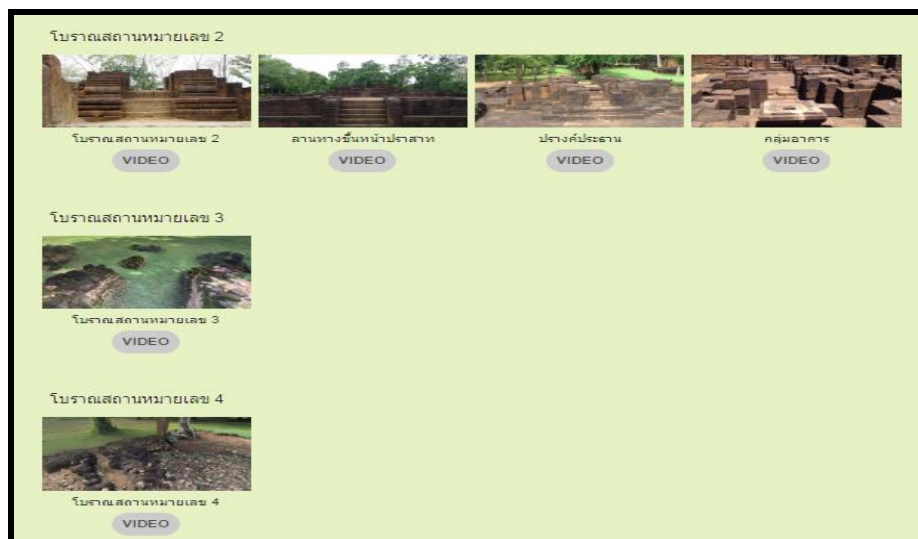 โบราณสถานหมายเลข 2
โบราณสถานหมายเลข 2
ลานทางขึ้นหน้าปราสาท
ปรางค์ประธาน
กลุ่มอาคาร
VIDEO
VIDEO
VIDEO
VIDEO
โบราณสถานหมายเลข 3
โบราณสถานหมายเลข 3
VIDEO
โบราณสถานหมายเลข 4
โบราณสถานหมายเลข 4
VIDEO